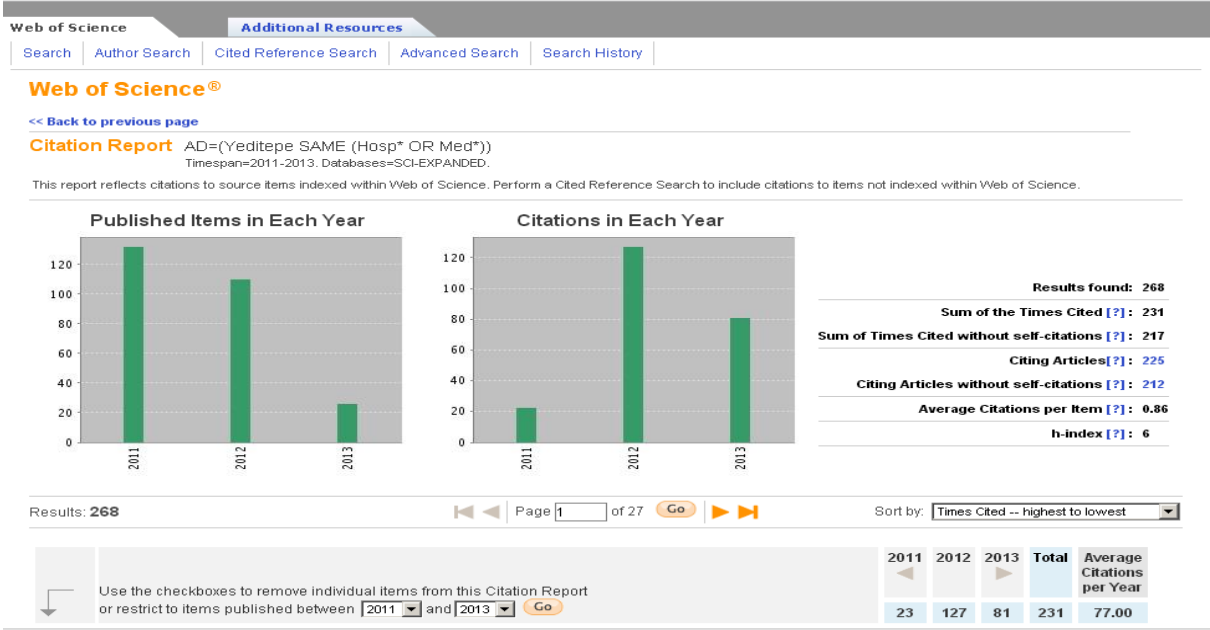 Web of Science
Additional Resources
Search
Author Search
Cited Reference Search
Advanced Search
Search History
Web of Science®
<< Back to previous page
Citation Report AD=(Yeditepe SAME (Hosp* OR Med*))
Timespan=2011-2013. Databases=SCI-EXPANDED.
This report reflects citations to source items indexed within Web of Science. Perform a Cited Reference Search to include citations to items not indexed within Web of Science.
Published Items in Each Year
120
100
80
60
40
20
0
2011
2012
2013
Citations in Each Year
120
100
80
60
40
20
0
2011
2012
2013
Results found: 268
Sum of the Times Cited [?] : 231
Sum of Times Cited without self-citations [?] : 217
Citing Articles[?] : 225
Citing Articles without self-citations [?] : 212
Average Citations per Item [?] : 0.86
h-index [?] : 6
Results: 268
Page 1 of 27 Go
Sort by: Times Cited -- highest to lowest
Use the checkboxes to remove individual items from this Citation Report
or restrict to items published between 2011 and 2013 Go
2011 2012 2013 Total Average
Citations
per Year
23 127 81 231 77.00